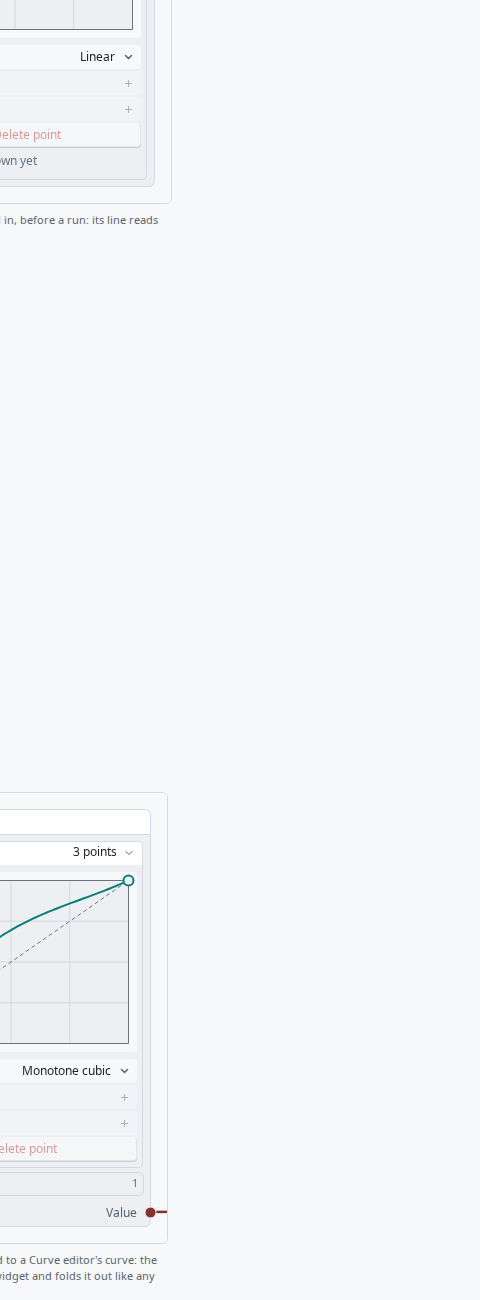 Linear
+
+
Delete point
own yet
in, before a run: its line reads
3 points
Monotone cubic
+
+
elete point
1
Value
to a Curve editor's curve: the
widget and folds it out like any